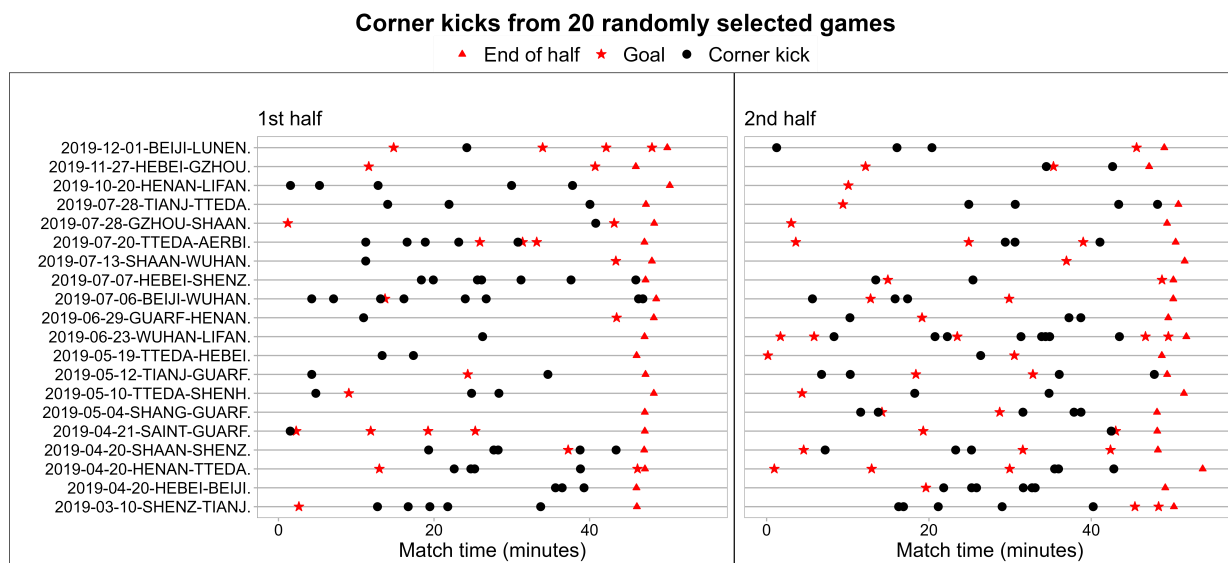 Corner kicks from 20 randomly selected games
End of half Goal Corner kick
1st half 2nd half
2019-12-01-BEIJI-LUNEN.
2019-11-27-HEBEI-GZHOU.
2019-10-20-HENAN-LIFAN.
2019-07-28-TIANJ-TTEDA.
2019-07-28-GZHOU-SHAAN.
2019-07-20-TTEDA-AERBI.
2019-07-13-SHAAN-WUHAN.
2019-07-07-HEBEI-SHENZ.
2019-07-06-BEIJI-WUHAN.
2019-06-29-GUARF-HENAN.
2019-06-23-WUHAN-LIFAN.
2019-05-19-TTEDA-HEBEI.
2019-05-12-TIANJ-GUARF.
2019-05-10-TTEDA-SHENH.
2019-05-04-SHANG-GUARF.
2019-04-21-SAINT-GUARF.
2019-04-20-SHAAN-SHENZ.
2019-04-20-HENAN-TTEDA.
2019-04-20-HEBEI-BEIJI.
2019-03-10-SHENZ-TIANJ.
0 20 40 0 20 40
Match time (minutes) Match time (minutes)